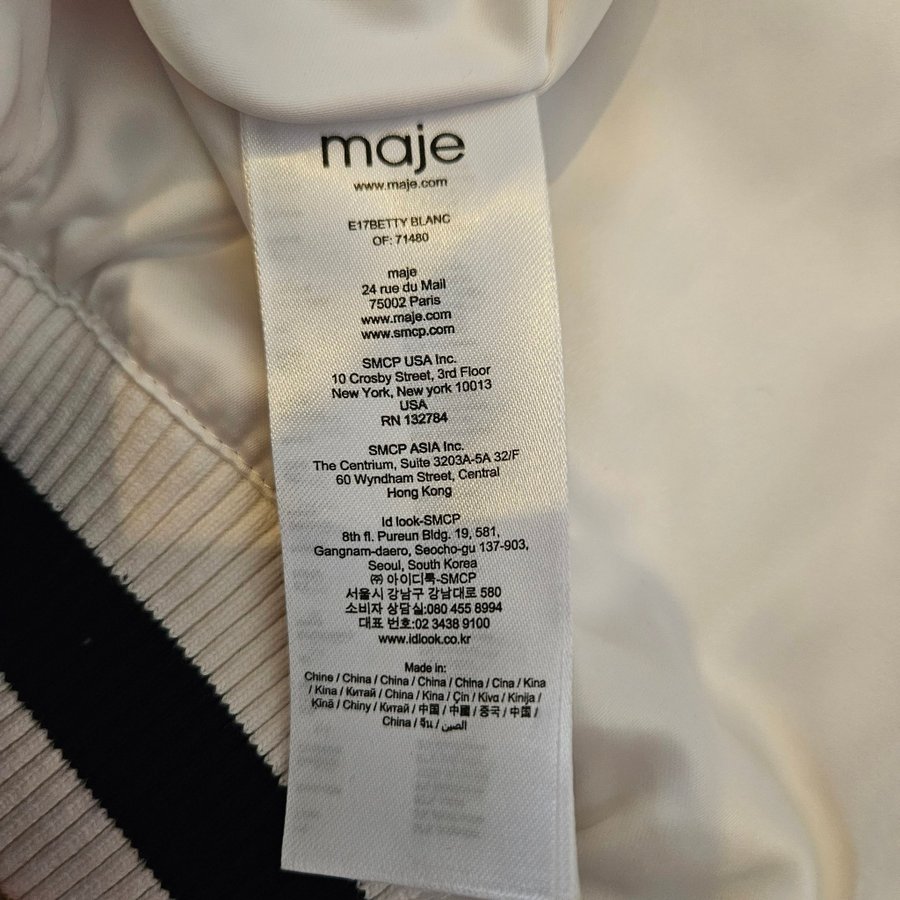 maje
www.maje.com
E17BETTY BLANC
OF: 71480
maje
24 rue du Mail
75002 Paris
www.maje.com
www.smcp.com
SMCP USA Inc.
10 Crosby Street, 3rd Floor
New York, New york 10013
USA
RN 132784
SMCP ASIA Inc.
The Centrium, Suite 3203A-5A 32/F
60 Wyndham Street, Central
Hong Kong
Id look-SMCP
8th fl. Pureun Bldg. 19, 581,
Gangnam-daero, Seocho-gu 137-903,
Seoul, South Korea
㈜ 아이디룩-SMCP
서울시 강남구 강남대로 580
소비자 상담실:080 455 8994
대표 번호:02 3438 9100
www.idlook.co.kr
Made in:
Chine / China / China / China / China / Cina / Kina
/ Kina / Китай / China / Kina / Çin / Κίνα / Kinija /
Ķīnā / Chiny / Китай / 中国 / 中國 / 중국 / 中国 /
China / จีน / الصين